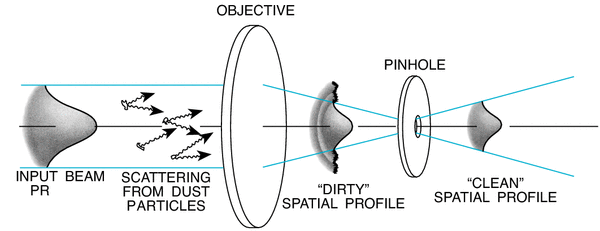 OBJECTIVE
PINHOLE
INPUT BEAM
PR
SCATTERING
FROM DUST
PARTICLES
“DIRTY”
SPATIAL PROFILE
“CLEAN”
SPATIAL PROFILE